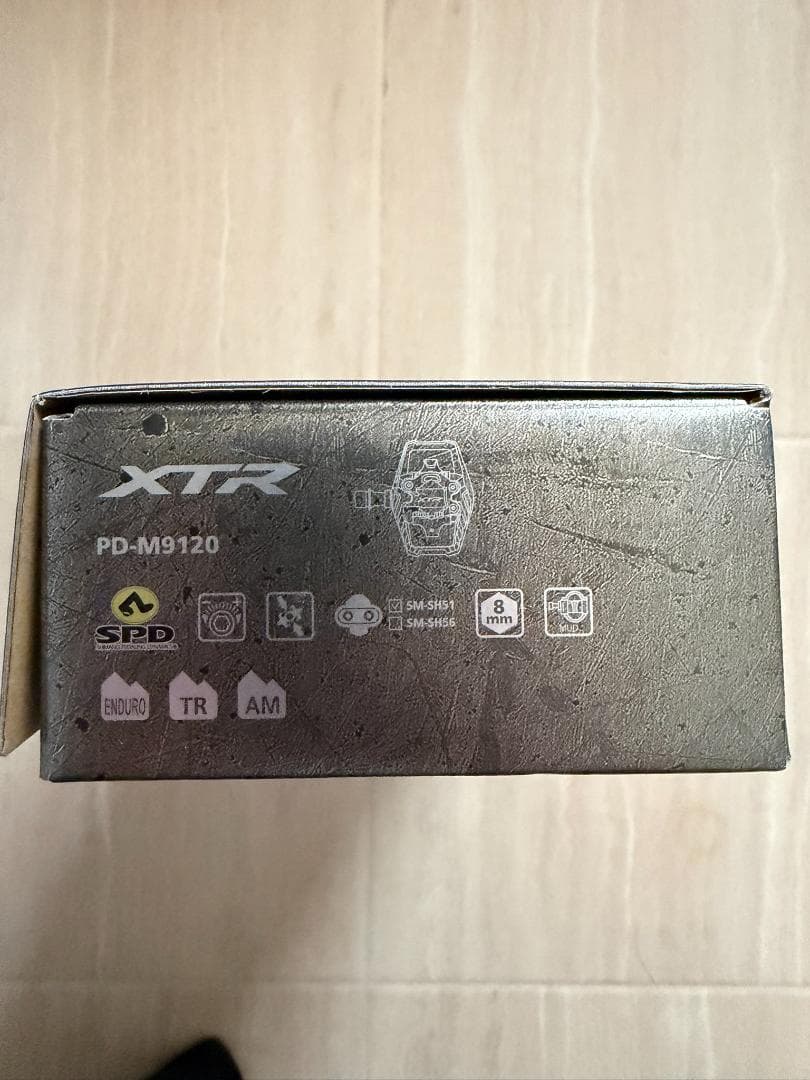 XTR
PD-M9120
SPD
SHIMANO PEDALING DYNAMICS
SM-SH51
SM-SH56
8
mm
MUD
ENDURO
TR
AM